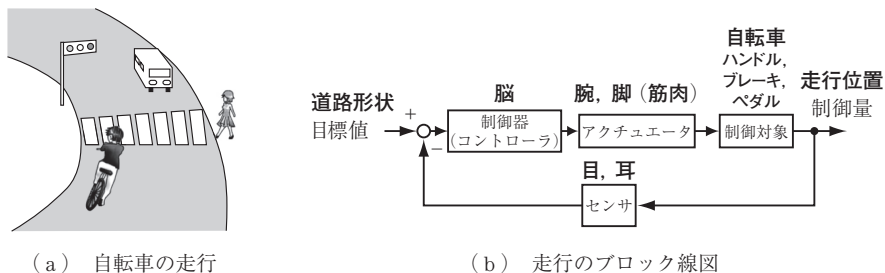 自転車
ハンドル,
ブレーキ,
ペダル
走行位置
制御量
道路形状
目標値
+
−
脳
制御器
(コントローラ)
腕, 脚 (筋肉)
アクチュエータ
制御対象
目, 耳
センサ
(a) 自転車の走行
(b) 走行のブロック線図